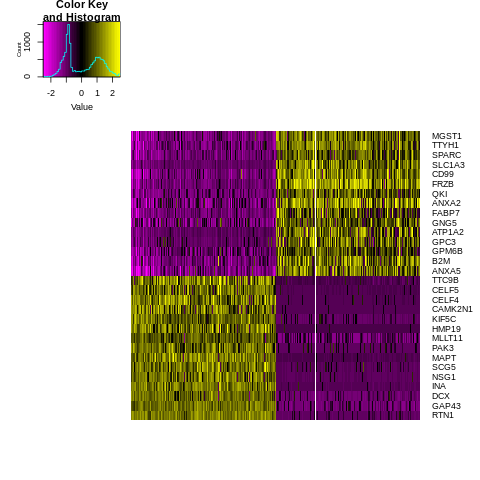 Color Key
and Histogram
Count
0
1000
-2
0
1
2
Value
MGST1
TTYH1
SPARC
SLC1A3
CD99
FRZB
QKI
ANXA2
FABP7
GNG5
ATP1A2
GPC3
GPM6B
B2M
ANXA5
TTC9B
CELF5
CELF4
CAMK2N1
KIF5C
HMP19
MLLT11
PAK3
MAPT
SCG5
NSG1
INA
DCX
GAP43
RTN1